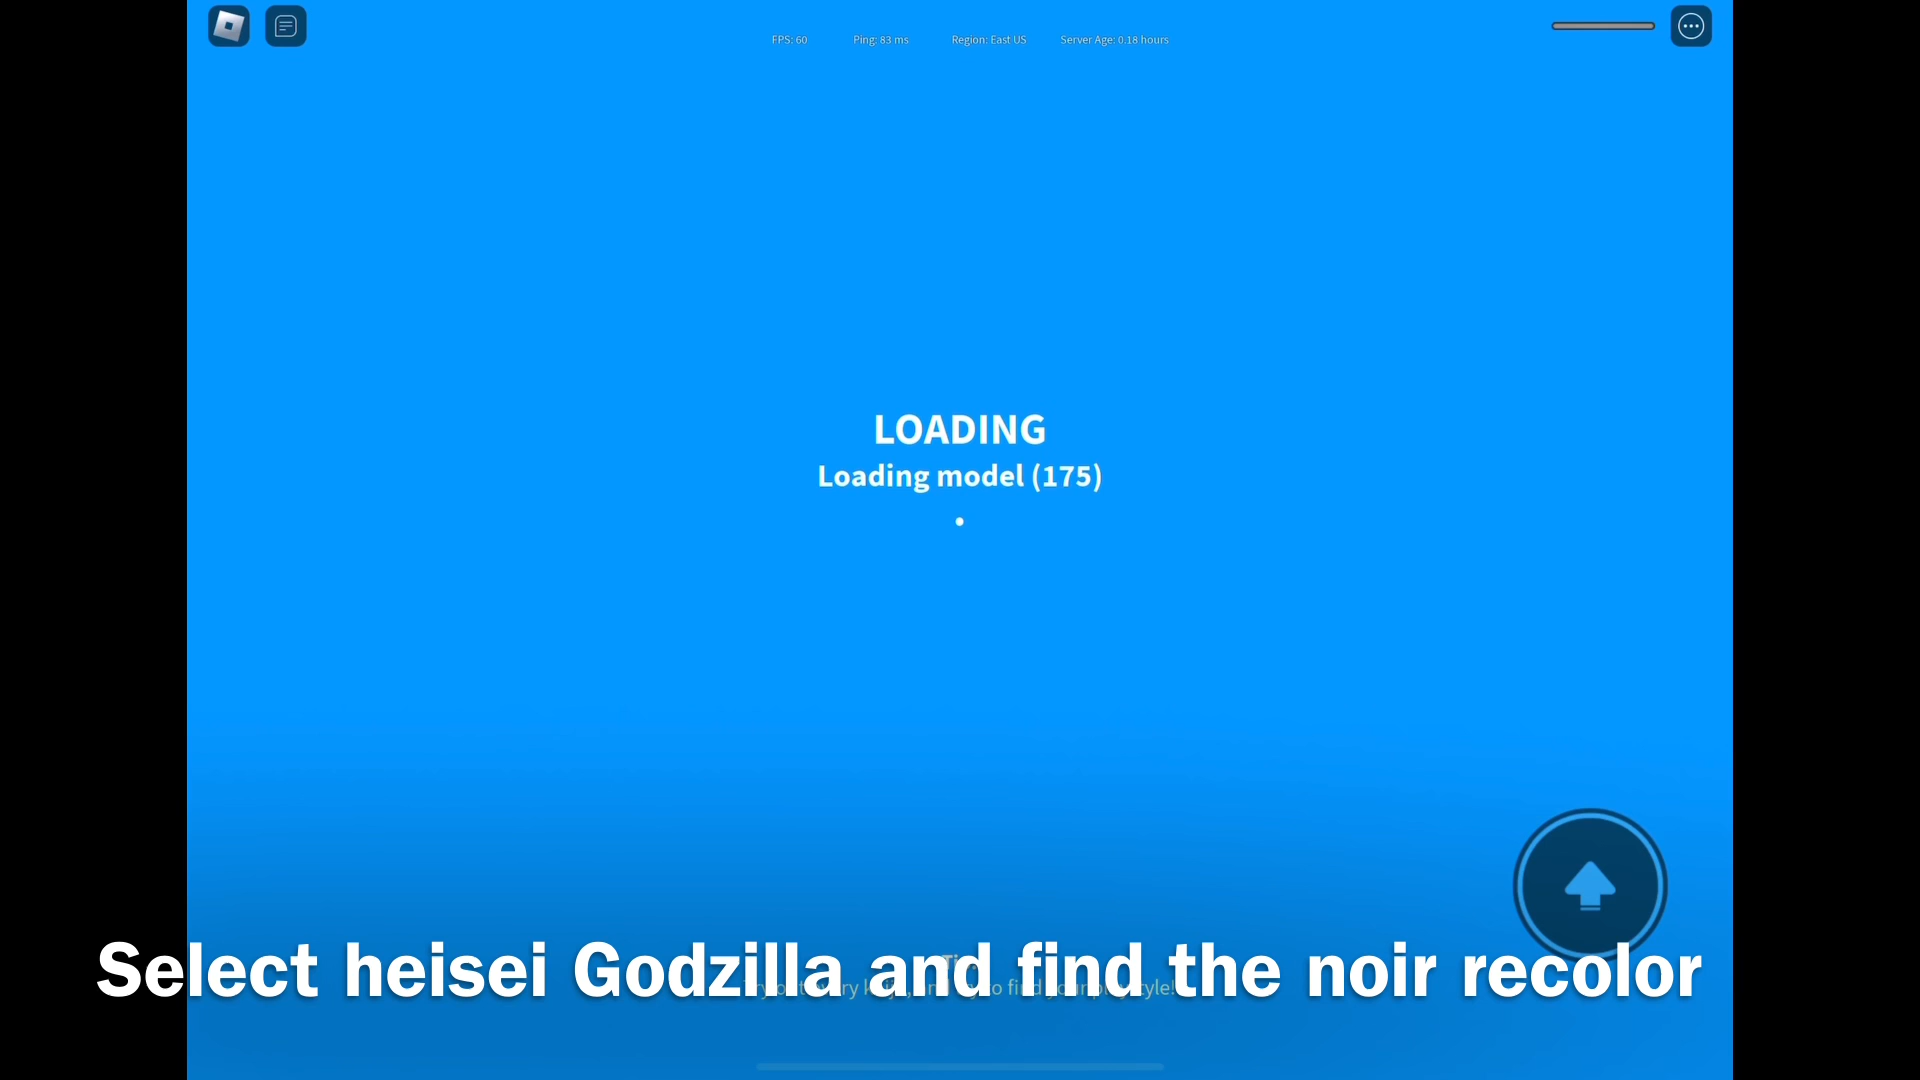 FPS: 60 Ping: 83 ms Region: East US Server Age: 0.18 hours
LOADING
Loading model (175)
Select heisei Godzilla and find the noir recolor